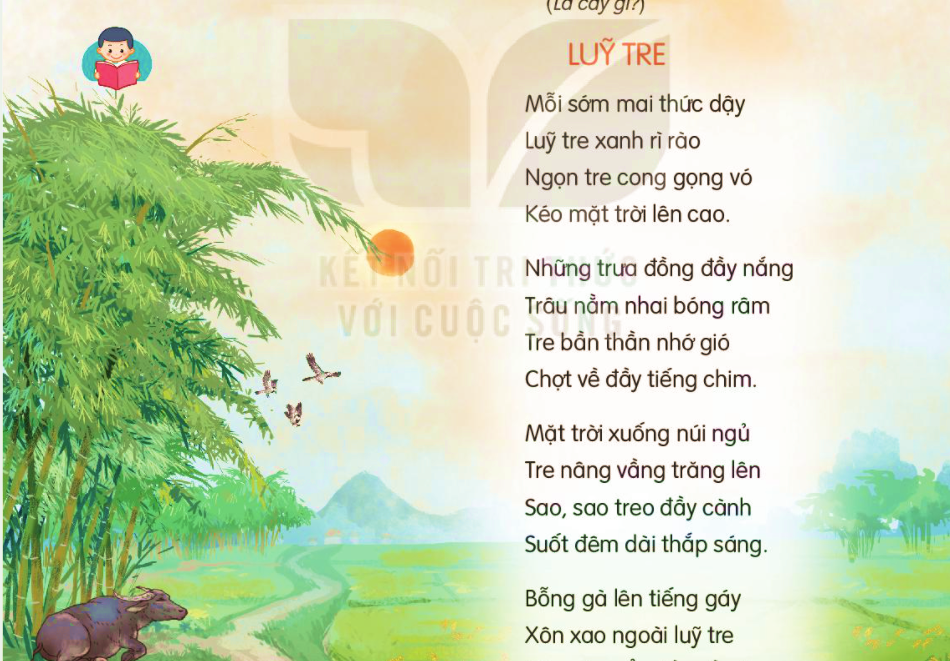 (Là cây gì?)
LUỸ TRE
Mỗi sớm mai thức dậy
Luỹ tre xanh rì rào
Ngọn tre cong gọng vó
Kéo mặt trời lên cao.
Những trưa đồng đầy nắng
Trâu nằm nhai bóng râm
Tre bần thần nhớ gió
Chợt về đầy tiếng chim.
Mặt trời xuống núi ngủ
Tre nâng vầng trăng lên
Sao, sao treo đầy cành
Suốt đêm dài thắp sáng.
Bỗng gà lên tiếng gáy
Xôn xao ngoài luỹ tre
KẾT NỐI TRI THỨC
VỚI CUỘC SỐNG